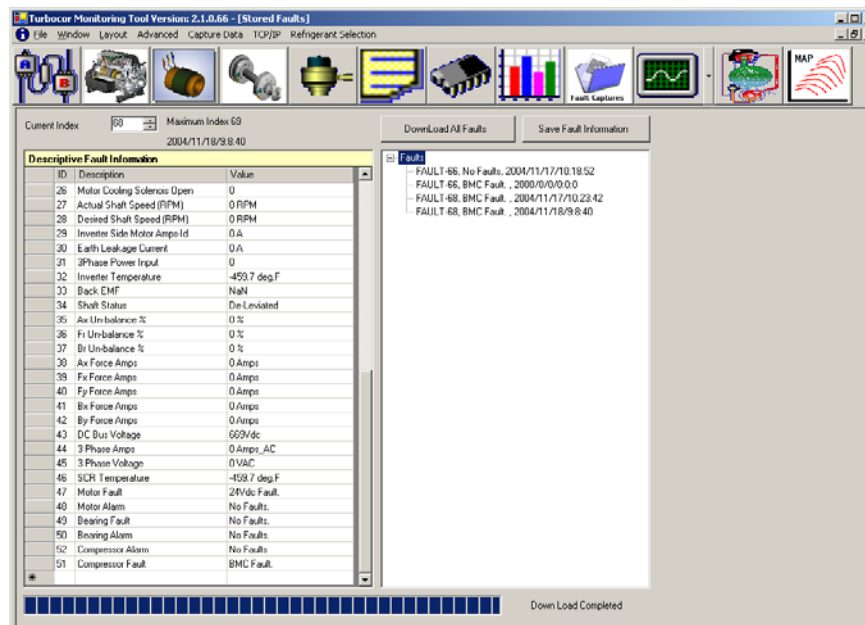 Turbocor Monitoring Tool Version: 2.1.0.66 - [Stored Faults]
File Window Layout Advanced Capture Data TCP/IP Refrigerant Selection
A
B
Fault Captures
MAP
Current Index 68 Maximum Index 69
2004/11/18/9:8:40
DownLoad All Faults Save Fault Information
Descriptive Fault Information
ID Description Value
26 Motor Cooling Solenois Open 0
27 Actual Shaft Speed (RPM) 0 RPM
28 Desired Shaft Speed (RPM) 0 RPM
29 Inverter Side Motor Amps-Id 0 A
30 Earth Leakage Current 0 A
31 3Phase Power Input 0
32 Inverter Temperature -459.7 deg.F
33 Back EMF NaN
34 Shaft Status De-Leviated
35 Ax Un-balance % 0 %
36 Fr Un-balance % 0 %
37 Br Un-balance % 0 %
38 Ax Force Amps 0 Amps
39 Fx Force Amps 0 Amps
40 Fy Force Amps 0 Amps
41 Bx Force Amps 0 Amps
42 By Force Amps 0 Amps
43 DC Bus Voltage 669Vdc
44 3 Phase Amps 0 Amps_AC
45 3 Phase Voltage 0 VAC
46 SCR Temperature -459.7 deg.F
47 Motor Fault 24Vdc Fault.
48 Motor Alarm No Faults.
49 Bearing Fault No Faults.
50 Bearing Alarm No Faults.
52 Compressor Alarm No Faults
51 Compressor Fault BMC Fault.
Faults
FAULT-66, No Faults, 2004/11/17/10:18:52
FAULT-66, BMC Fault. , 2000/0/0/0:0:0
FAULT-68, BMC Fault. , 2004/11/17/10:23:42
FAULT-68, BMC Fault. , 2004/11/18/9:8:40
Down Load Completed